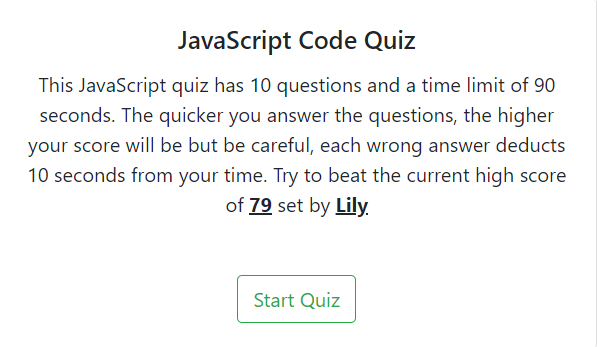 JavaScript Code Quiz
This JavaScript quiz has 10 questions and a time limit of 90
seconds. The quicker you answer the questions, the higher
your score will be but be careful, each wrong answer deducts
10 seconds from your time. Try to beat the current high score
of 79 set by Lily
Start Quiz